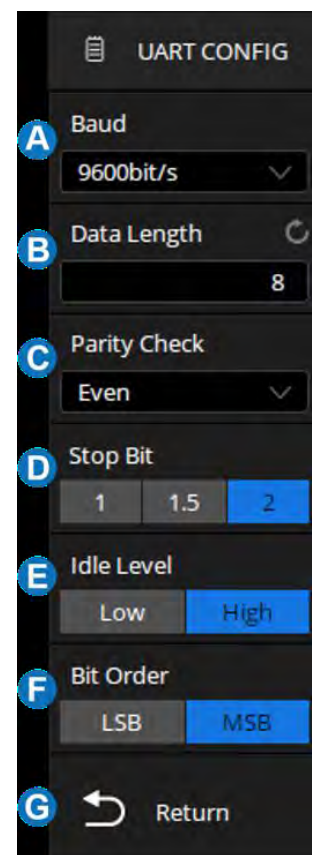 UART CONFIG
A
Baud
9600bit/s
B
Data Length
8
C
Parity Check
Even
D
Stop Bit
1 1.5 2
E
Idle Level
Low High
F
Bit Order
LSB MSB
G
Return